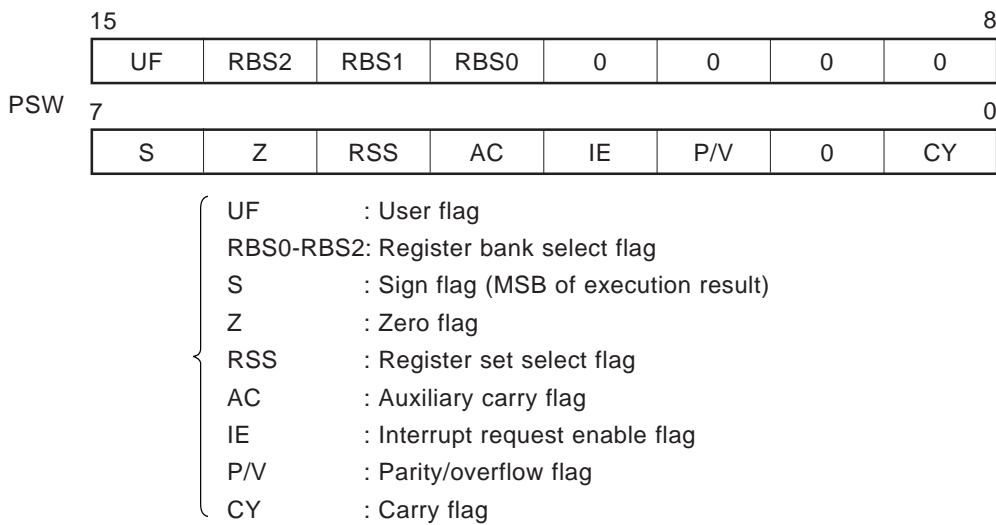 15 8
UF RBS2 RBS1 RBS0 0 0 0 0
PSW 7 0
S Z RSS AC IE P/V 0 CY
UF : User flag
RBS0-RBS2: Register bank select flag
S : Sign flag (MSB of execution result)
Z : Zero flag
RSS : Register set select flag
AC : Auxiliary carry flag
IE : Interrupt request enable flag
P/V : Parity/overflow flag
CY : Carry flag